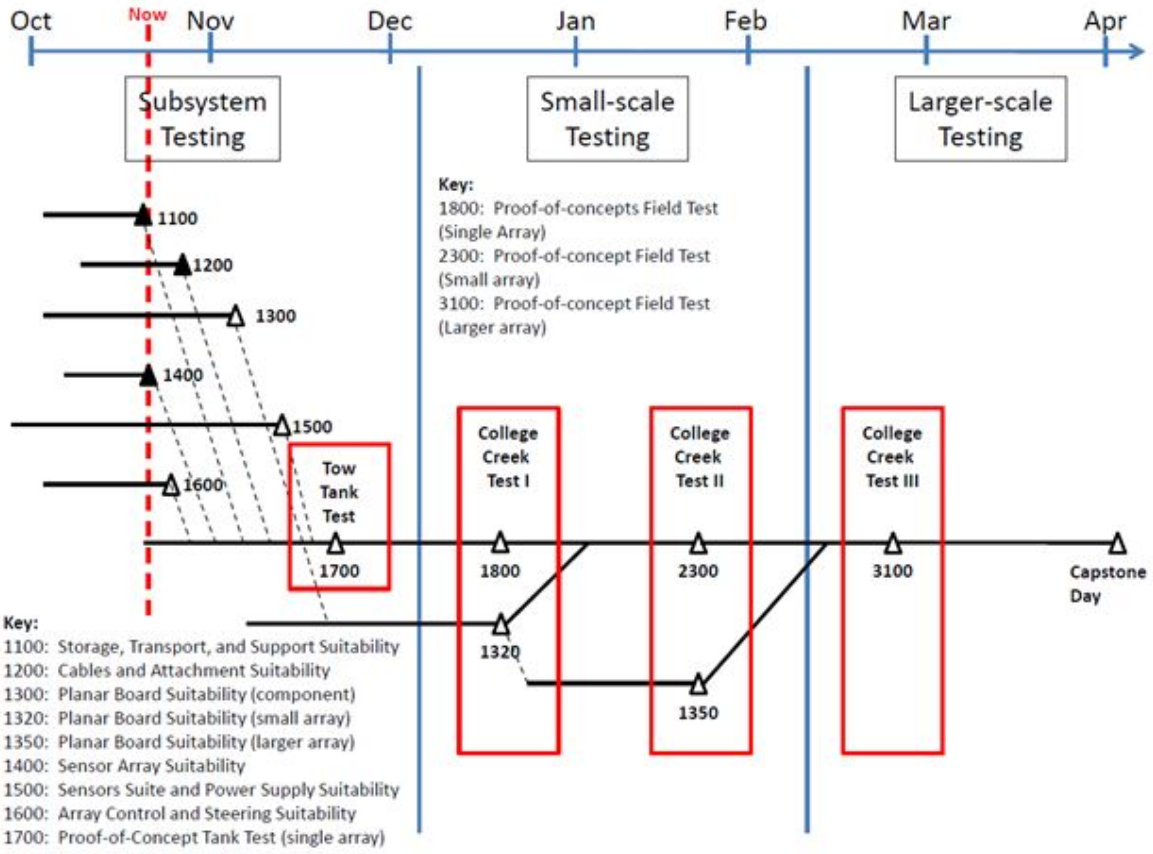 Oct
Now
Nov
Dec
Jan
Feb
Mar
Apr
Subsystem
Testing
Small-scale
Testing
Larger-scale
Testing
Key:
1800: Proof-of-concepts Field Test
(Single Array)
2300: Proof-of-concept Field Test
(Small array)
3100: Proof-of-concept Field Test
(Larger array)
1100
1200
1300
1400
1500
1600
Tow
Tank
Test
1700
College
Creek
Test I
1800
College
Creek
Test II
2300
College
Creek
Test III
3100
Capstone
Day
1320
1350
Key:
1100: Storage, Transport, and Support Suitability
1200: Cables and Attachment Suitability
1300: Planar Board Suitability (component)
1320: Planar Board Suitability (small array)
1350: Planar Board Suitability (larger array)
1400: Sensor Array Suitability
1500: Sensors Suite and Power Supply Suitability
1600: Array Control and Steering Suitability
1700: Proof-of-Concept Tank Test (single array)